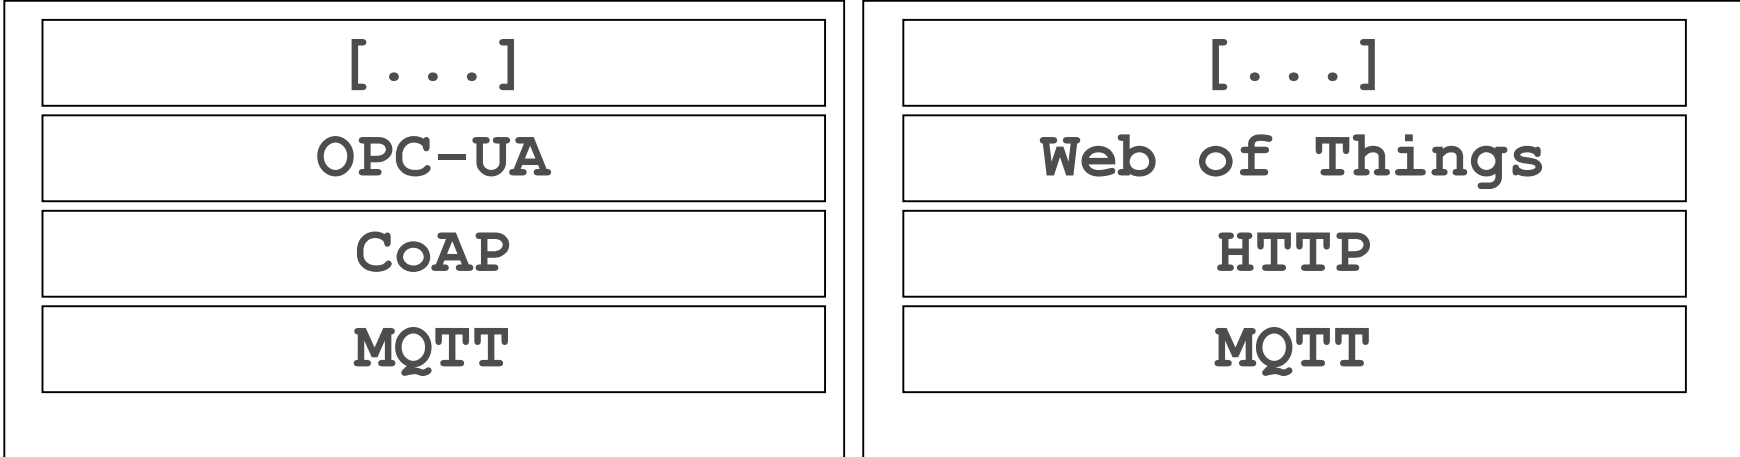 [...]
OPC-UA
CoAP
MQTT
[...]
Web of Things
HTTP
MQTT